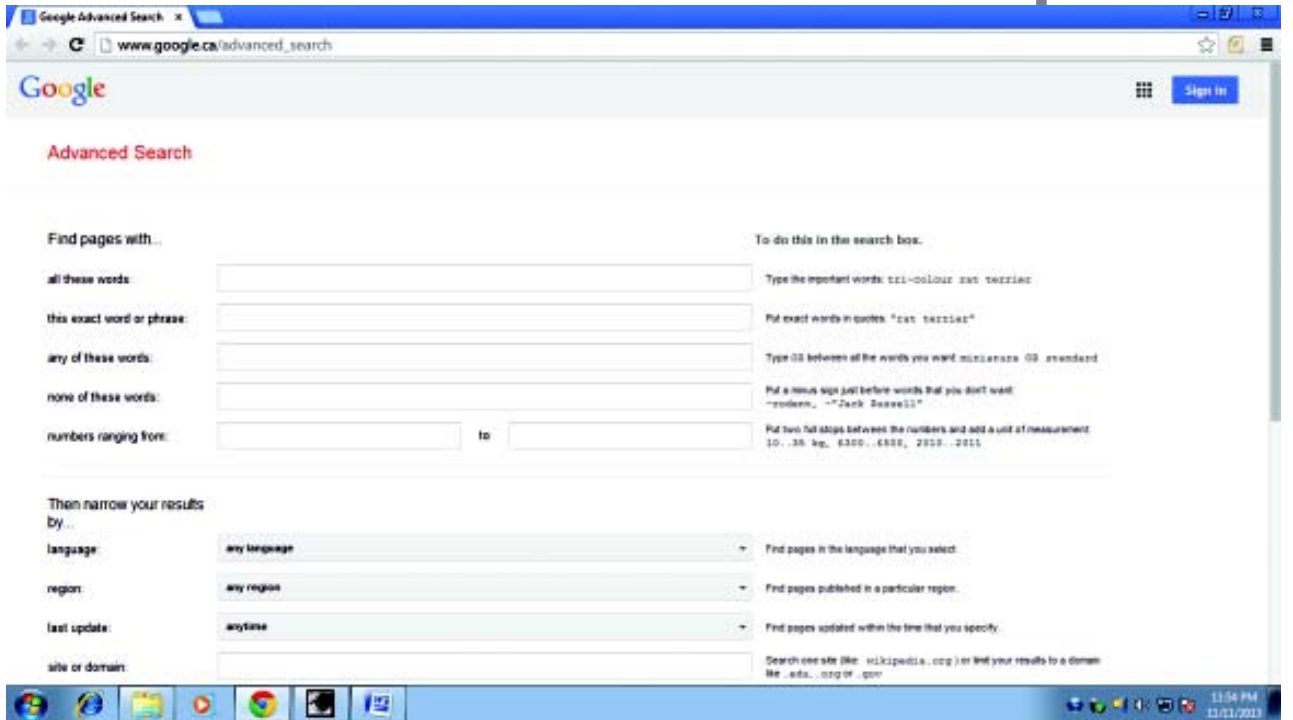 Google Advanced Search ×
www.google.ca/advanced_search
Google
Sign in
Advanced Search
Find pages with... To do this in the search box.
all these words: Type the important words: tri-colour rat terrier
this exact word or phrase: Put exact words in quotes: "rat terrier"
any of these words: Type OR between all the words you want: miniature OR standard
none of these words: Put a minus sign just before words that you don't want:
-rodent, -"Jack Russell"
numbers ranging from: to Put two full stops between the numbers and add a unit of measurement:
10..35 kg, 2010..2011
Then narrow your results
by...
language: any language Find pages in the language that you select.
region: any region Find pages published in a particular region.
last update: anytime Find pages updated within the time that you specify.
site or domain: Search one site (like wikipedia.org) or limit your results to a domain
like .edu, .org or .gov
11:54 PM
11/11/2013